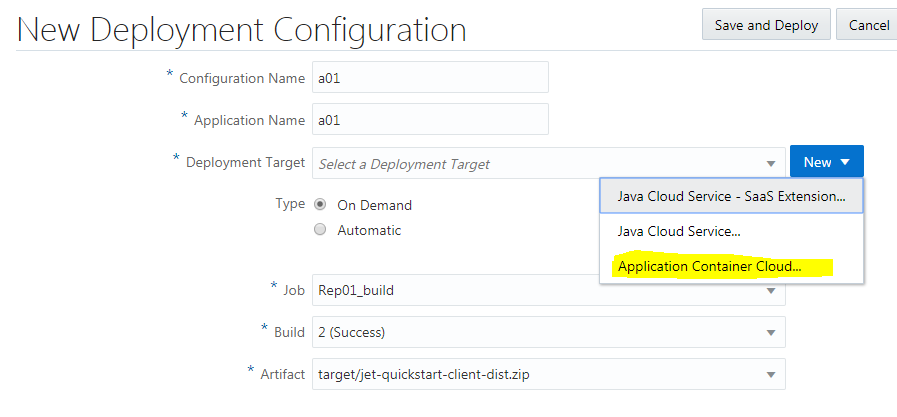 New Deployment Configuration
Save and Deploy
Cancel
* Configuration Name a01
* Application Name a01
* Deployment Target Select a Deployment Target New
Java Cloud Service - SaaS Extension...
Type On Demand
Java Cloud Service...
Automatic
Application Container Cloud...
* Job Rep01_build
* Build 2 (Success)
* Artifact target/jet-quickstart-client-dist.zip